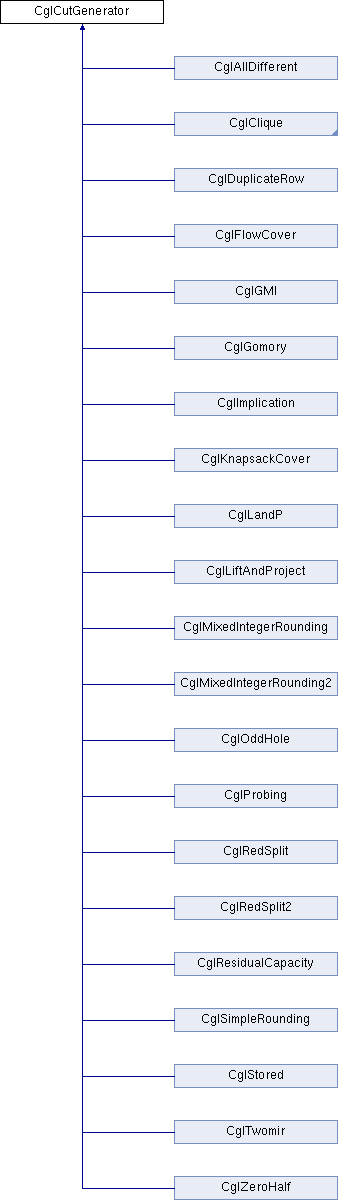 CglCutGenerator
CglAllDifferent
CglClique
CglDuplicateRow
CglFlowCover
CglGMI
CglGomory
CglImplication
CglKnapsackCover
CglLandP
CglLiftAndProject
CglMixedIntegerRounding
CglMixedIntegerRounding2
CglOddHole
CglProbing
CglRedSplit
CglRedSplit2
CglResidualCapacity
CglSimpleRounding
CglStored
CglTwomir
CglZeroHalf